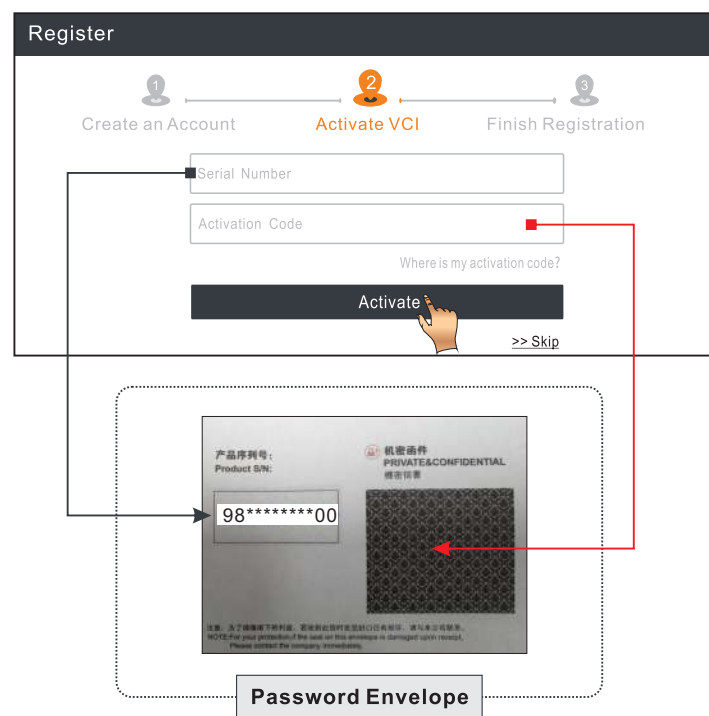 Register
1
2
3
Create an Account
Activate VCI
Finish Registration
Serial Number
Activation Code
Where is my activation code?
Activate
>> Skip
产品序列号:
Product S/N:
98********00
机密函件
PRIVATE&CONFIDENTIAL
NOTE:For your protection,if the seal on this envelope is damaged upon receipt,
Please contact the company immediately.
Password Envelope